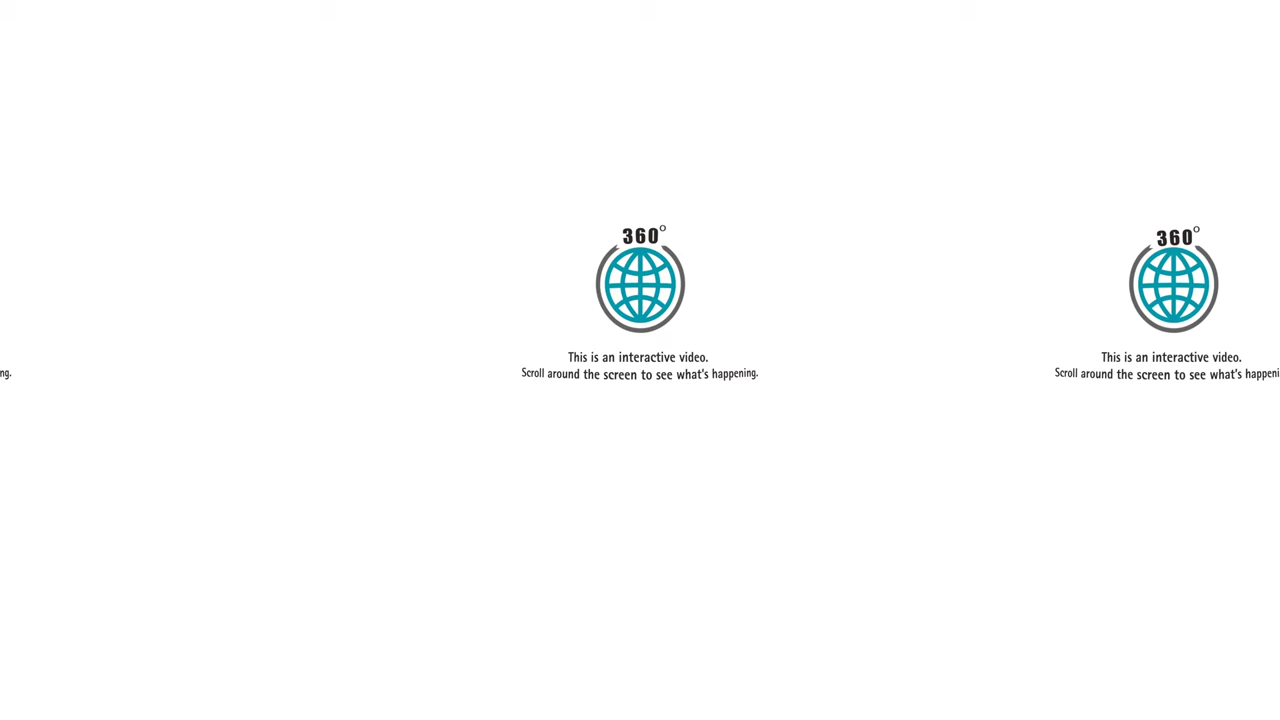 360°
This is an interactive video.
Scroll around the screen to see what's happening.
360°
This is an interactive video.
Scroll around the screen to see what's happeni
ng.